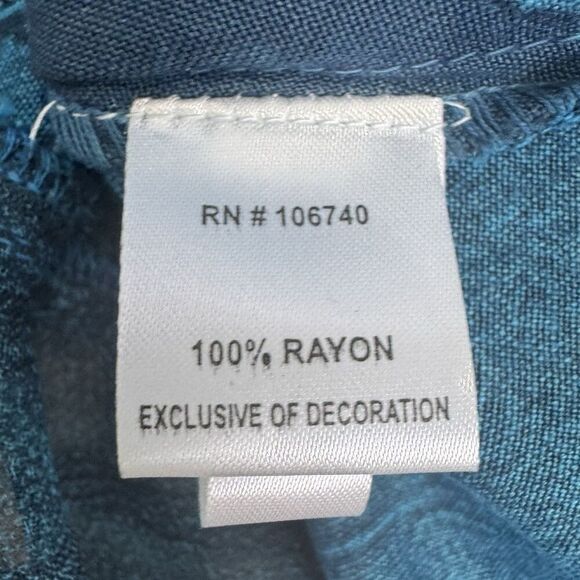 RN # 106740
100% RAYON
EXCLUSIVE OF DECORATION